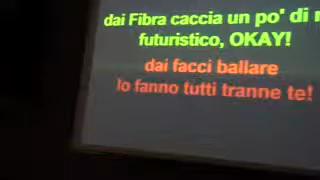 dai Fibra caccia un po' di
futuristico, OKAY!
dai facci ballare
lo fanno tutti tranne te!